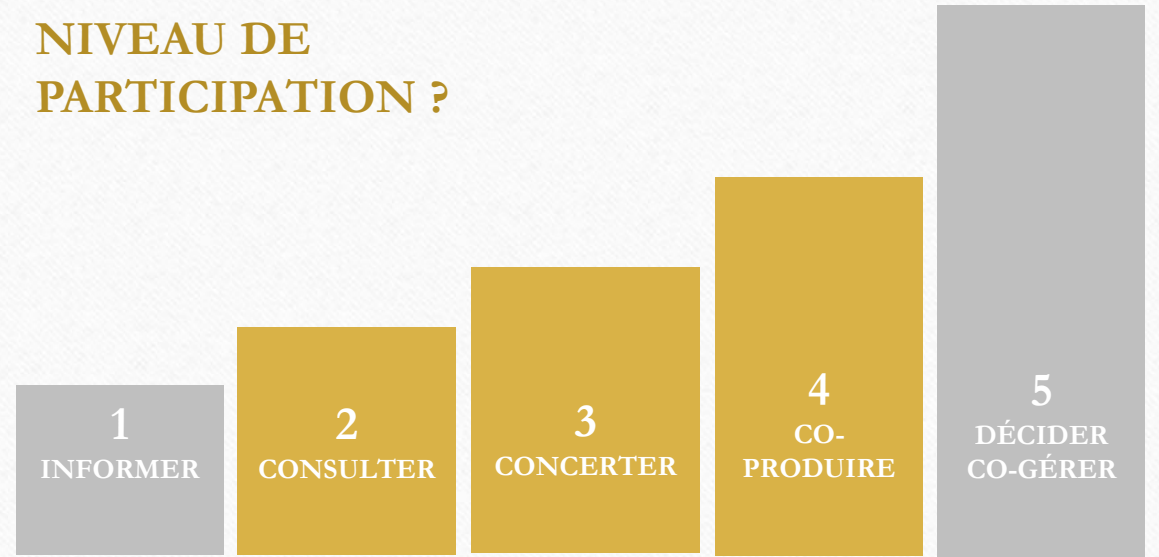 NIVEAU DE
PARTICIPATION ?
1
INFORMER
2
CONSULTER
3
CONCERTER
4
CO-
PRODUIRE
5
DÉCIDER
CO-GÉRER